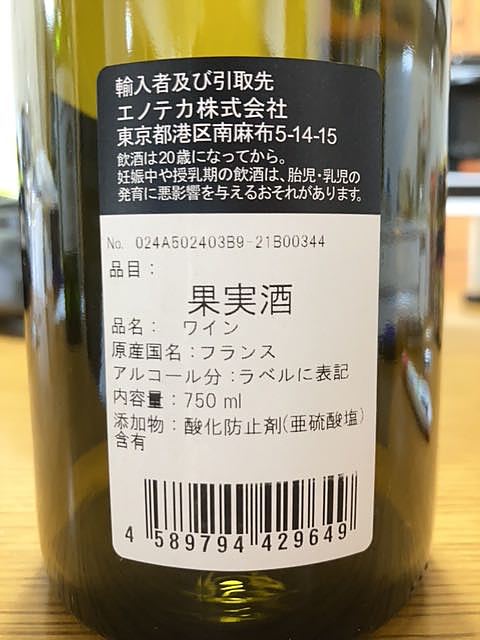 輸入者及び引取先
エノテカ株式会社
東京都港区南麻布5-14-15
飲酒は20歳になってから。
妊娠中や授乳期の飲酒は、胎児・乳児の
発育に悪影響を与えるおそれがあります。
No. 024A502403B9-21B00344
品目：
果実酒
品名： ワイン
原産国名：フランス
アルコール分：ラベルに表記
内容量：750 ml
添加物：酸化防止剤(亜硫酸塩)
含有
4 589794 429649